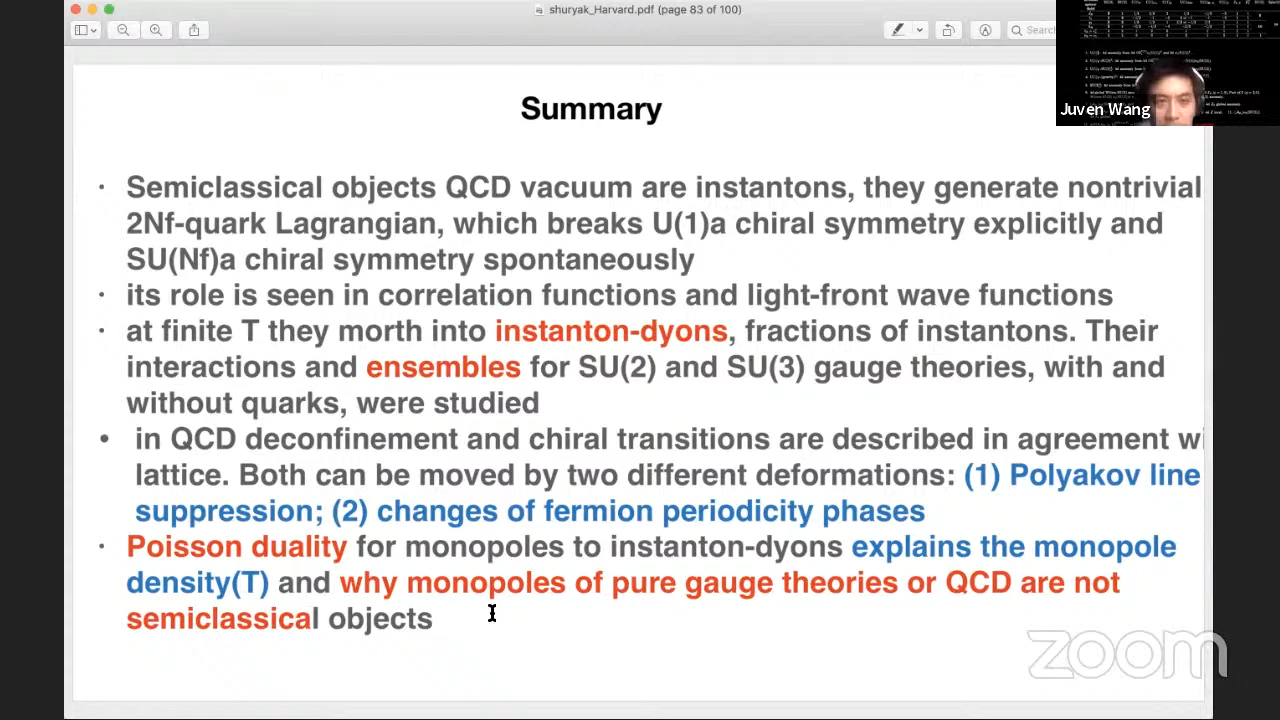 shuryak_Harvard.pdf (page 83 of 100)
Search
Juven Wang
Summary
· Semiclassical objects QCD vacuum are instantons, they generate nontrivial
2Nf-quark Lagrangian, which breaks U(1)a chiral symmetry explicitly and
SU(Nf)a chiral symmetry spontaneously
· its role is seen in correlation functions and light-front wave functions
· at finite T they morth into instanton-dyons, fractions of instantons. Their
interactions and ensembles for SU(2) and SU(3) gauge theories, with and
without quarks, were studied
• in QCD deconfinement and chiral transitions are described in agreement wi
lattice. Both can be moved by two different deformations: (1) Polyakov line
suppression; (2) changes of fermion periodicity phases
· Poisson duality for monopoles to instanton-dyons explains the monopole
density(T) and why monopoles of pure gauge theories or QCD are not
semiclassical objects
zoom